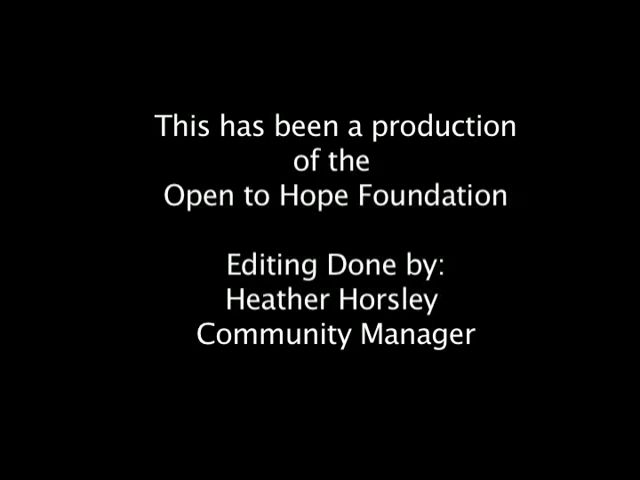 This has been a production
of the
Open to Hope Foundation
Editing Done by:
Heather Horsley
Community Manager